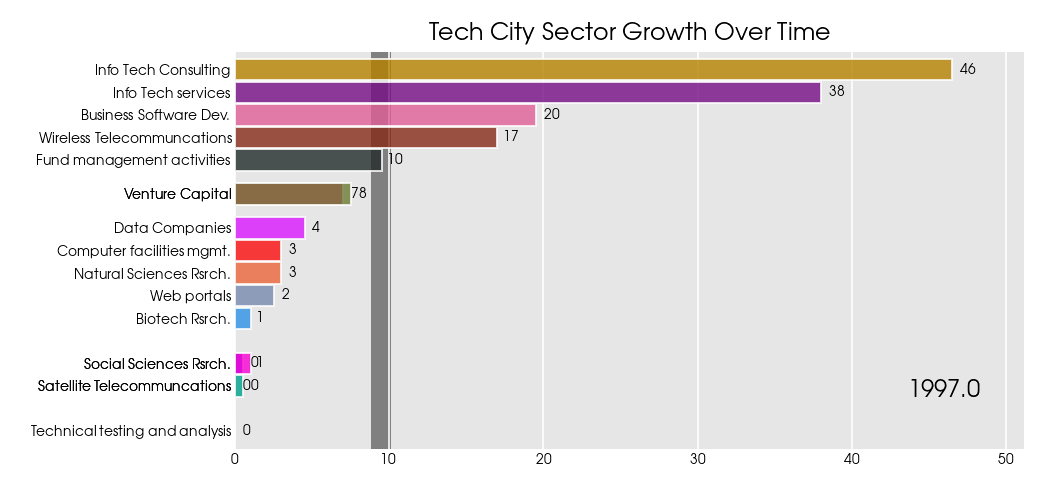 Tech City Sector Growth Over Time
Info Tech Consulting 46
Info Tech services 38
Business Software Dev. 20
Wireless Telecommuncations 17
Fund management activities 10
Venture Capital 78
Data Companies 4
Computer facilities mgmt. 3
Natural Sciences Rsrch. 3
Web portals 2
Biotech Rsrch. 1
Social Sciences Rsrch. 01
Satellite Telecommuncations 00
1997.0
Technical testing and analysis 0
0 10 20 30 40 50